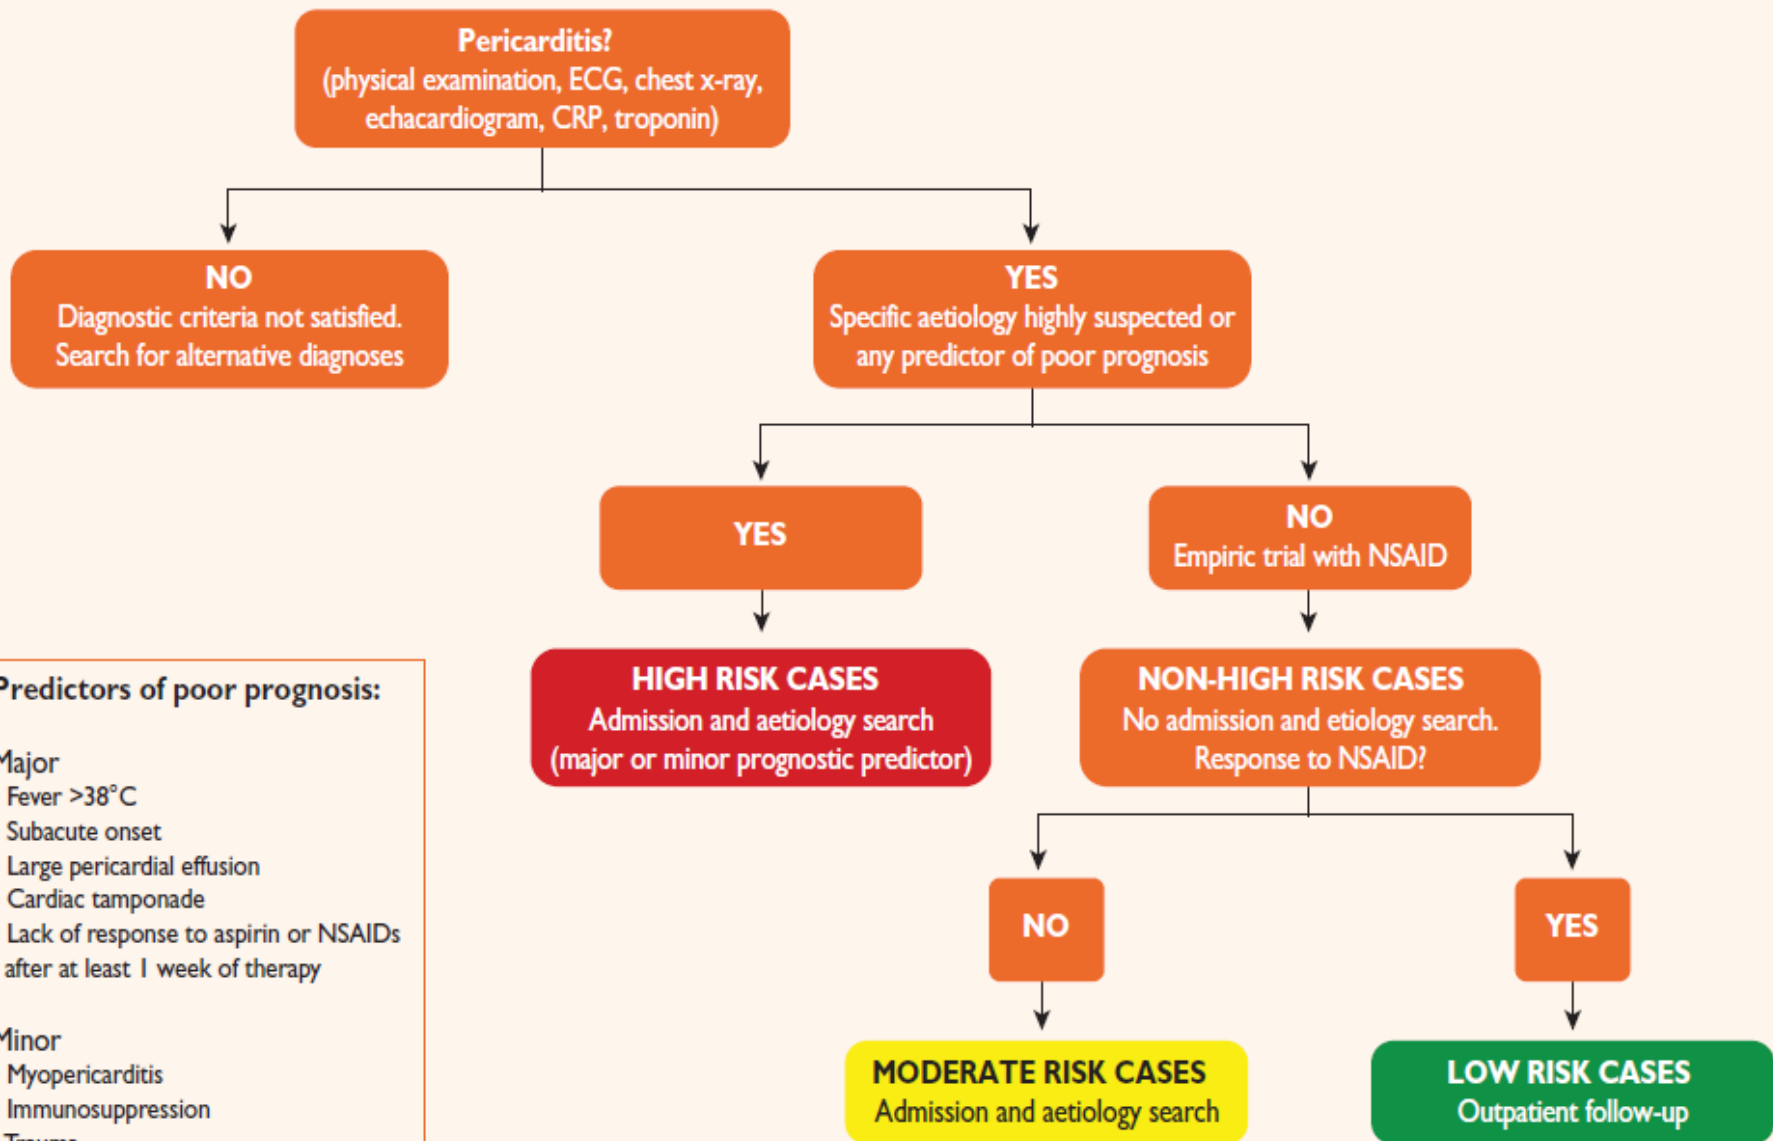 Pericarditis?
(physical examination, ECG, chest x-ray,
echacardiogram, CRP, troponin)
NO
Diagnostic criteria not satisfied.
Search for alternative diagnoses
YES
Specific aetiology highly suspected or
any predictor of poor prognosis
YES
NO
Empiric trial with NSAID
HIGH RISK CASES
Admission and aetiology search
(major or minor prognostic predictor)
NON-HIGH RISK CASES
No admission and etiology search.
Response to NSAID?
Predictors of poor prognosis:
Major
Fever >38°C
Subacute onset
Large pericardial effusion
Cardiac tamponade
Lack of response to aspirin or NSAIDs
after at least 1 week of therapy
Minor
Myopericarditis
Immunosuppression
Trauma
NO
YES
MODERATE RISK CASES
Admission and aetiology search
LOW RISK CASES
Outpatient follow-up